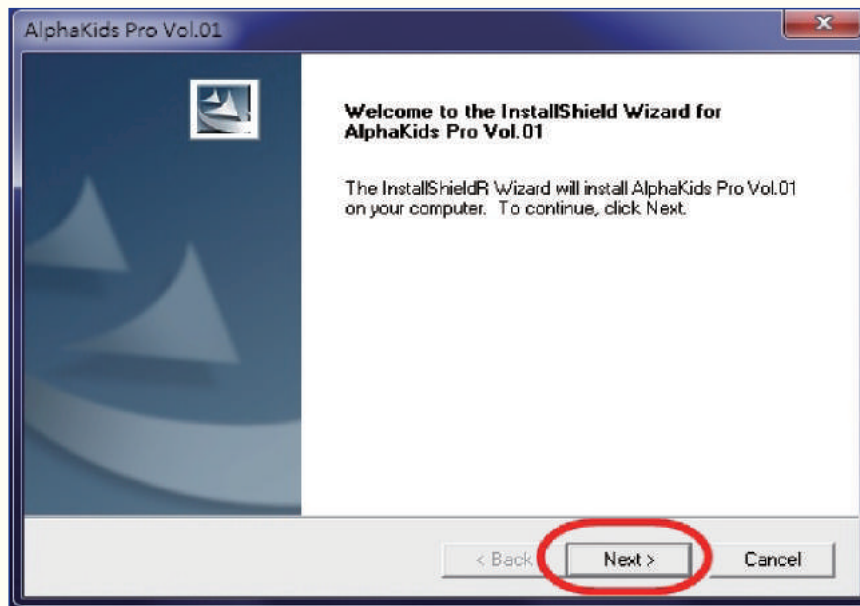 AlphaKids Pro Vol.01
Welcome to the InstallShield Wizard for
AlphaKids Pro Vol.01
The InstallShieldR Wizard will install AlphaKids Pro Vol.01
on your computer. To continue, click Next.
< Back
Next >
Cancel